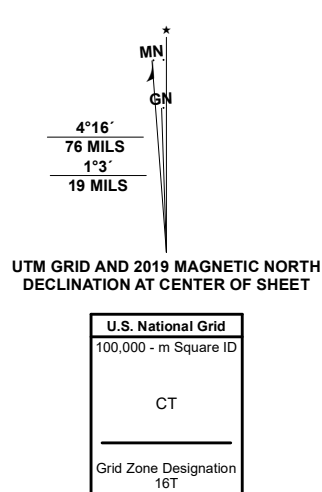 MN
GN
4°16´
76 MILS
1°3´
19 MILS
UTM GRID AND 2019 MAGNETIC NORTH
DECLINATION AT CENTER OF SHEET
U.S. National Grid
100,000 - m Square ID
CT
Grid Zone Designation
16T